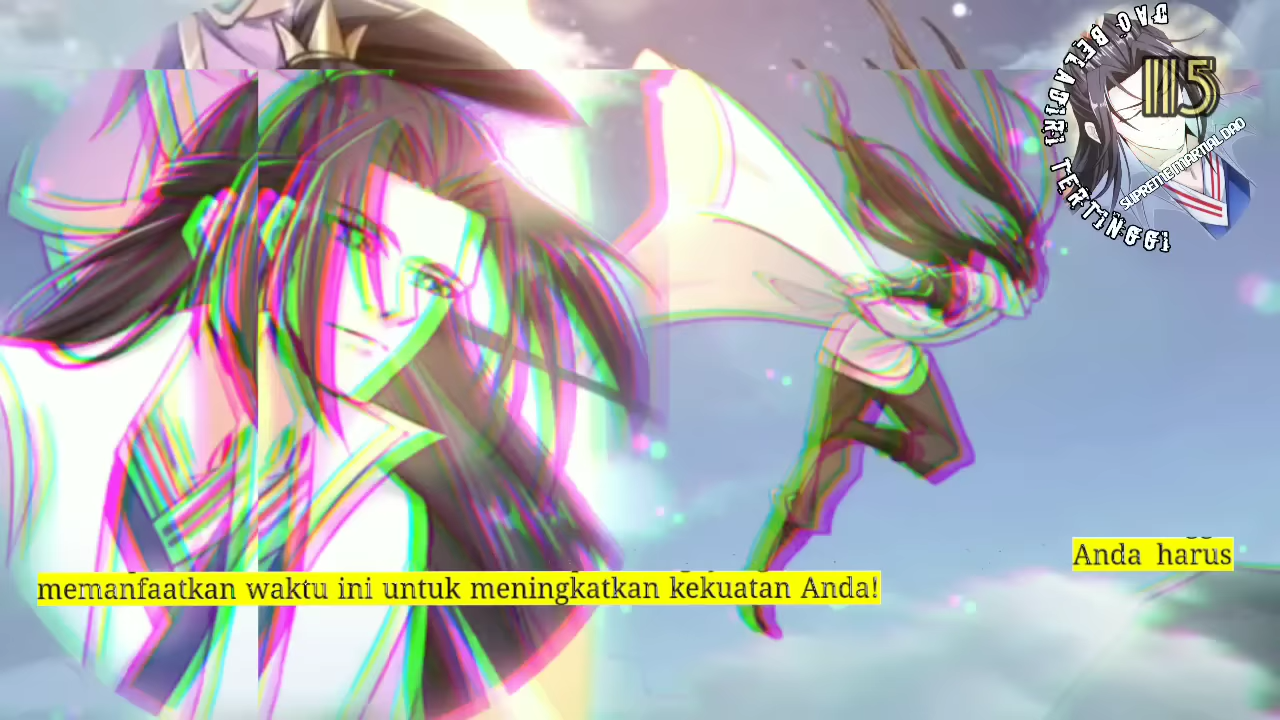 DAO BELADIRI TERTINGGI
115
SUPREME MARTIAL DAO
Anda harus
memanfaatkan waktu ini untuk meningkatkan kekuatan Anda!